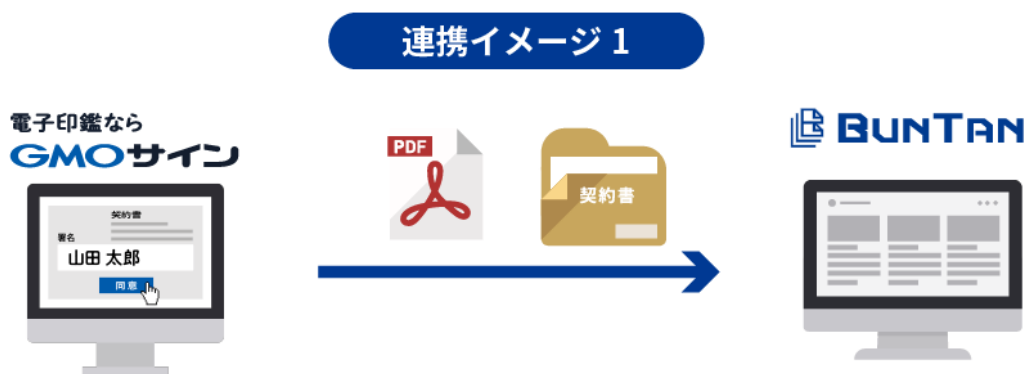 連携イメージ 1
電子印鑑なら
GMOサイン
PDF
契約書
BUNTAN
契約書
署名
山田 太郎
同意